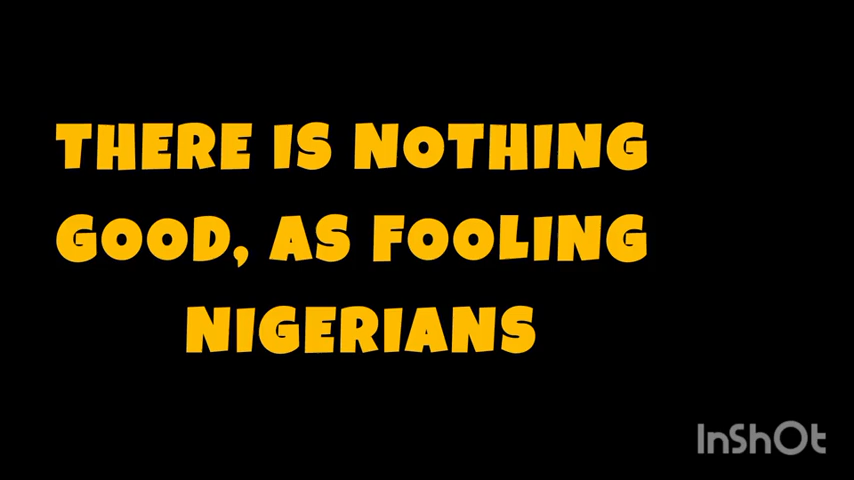 THERE IS NOTHING
GOOD, AS FOOLING
NIGERIANS
InShOt